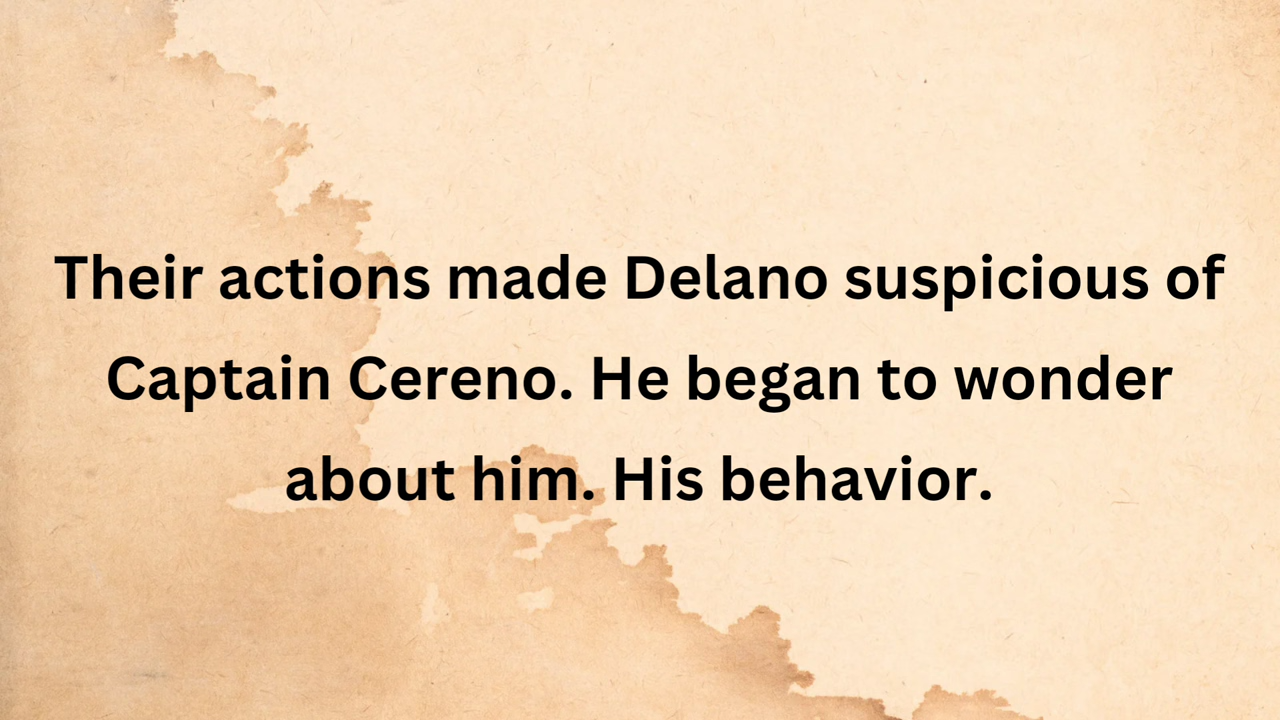 Their actions made Delano suspicious of
Captain Cereno. He began to wonder
about him. His behavior.